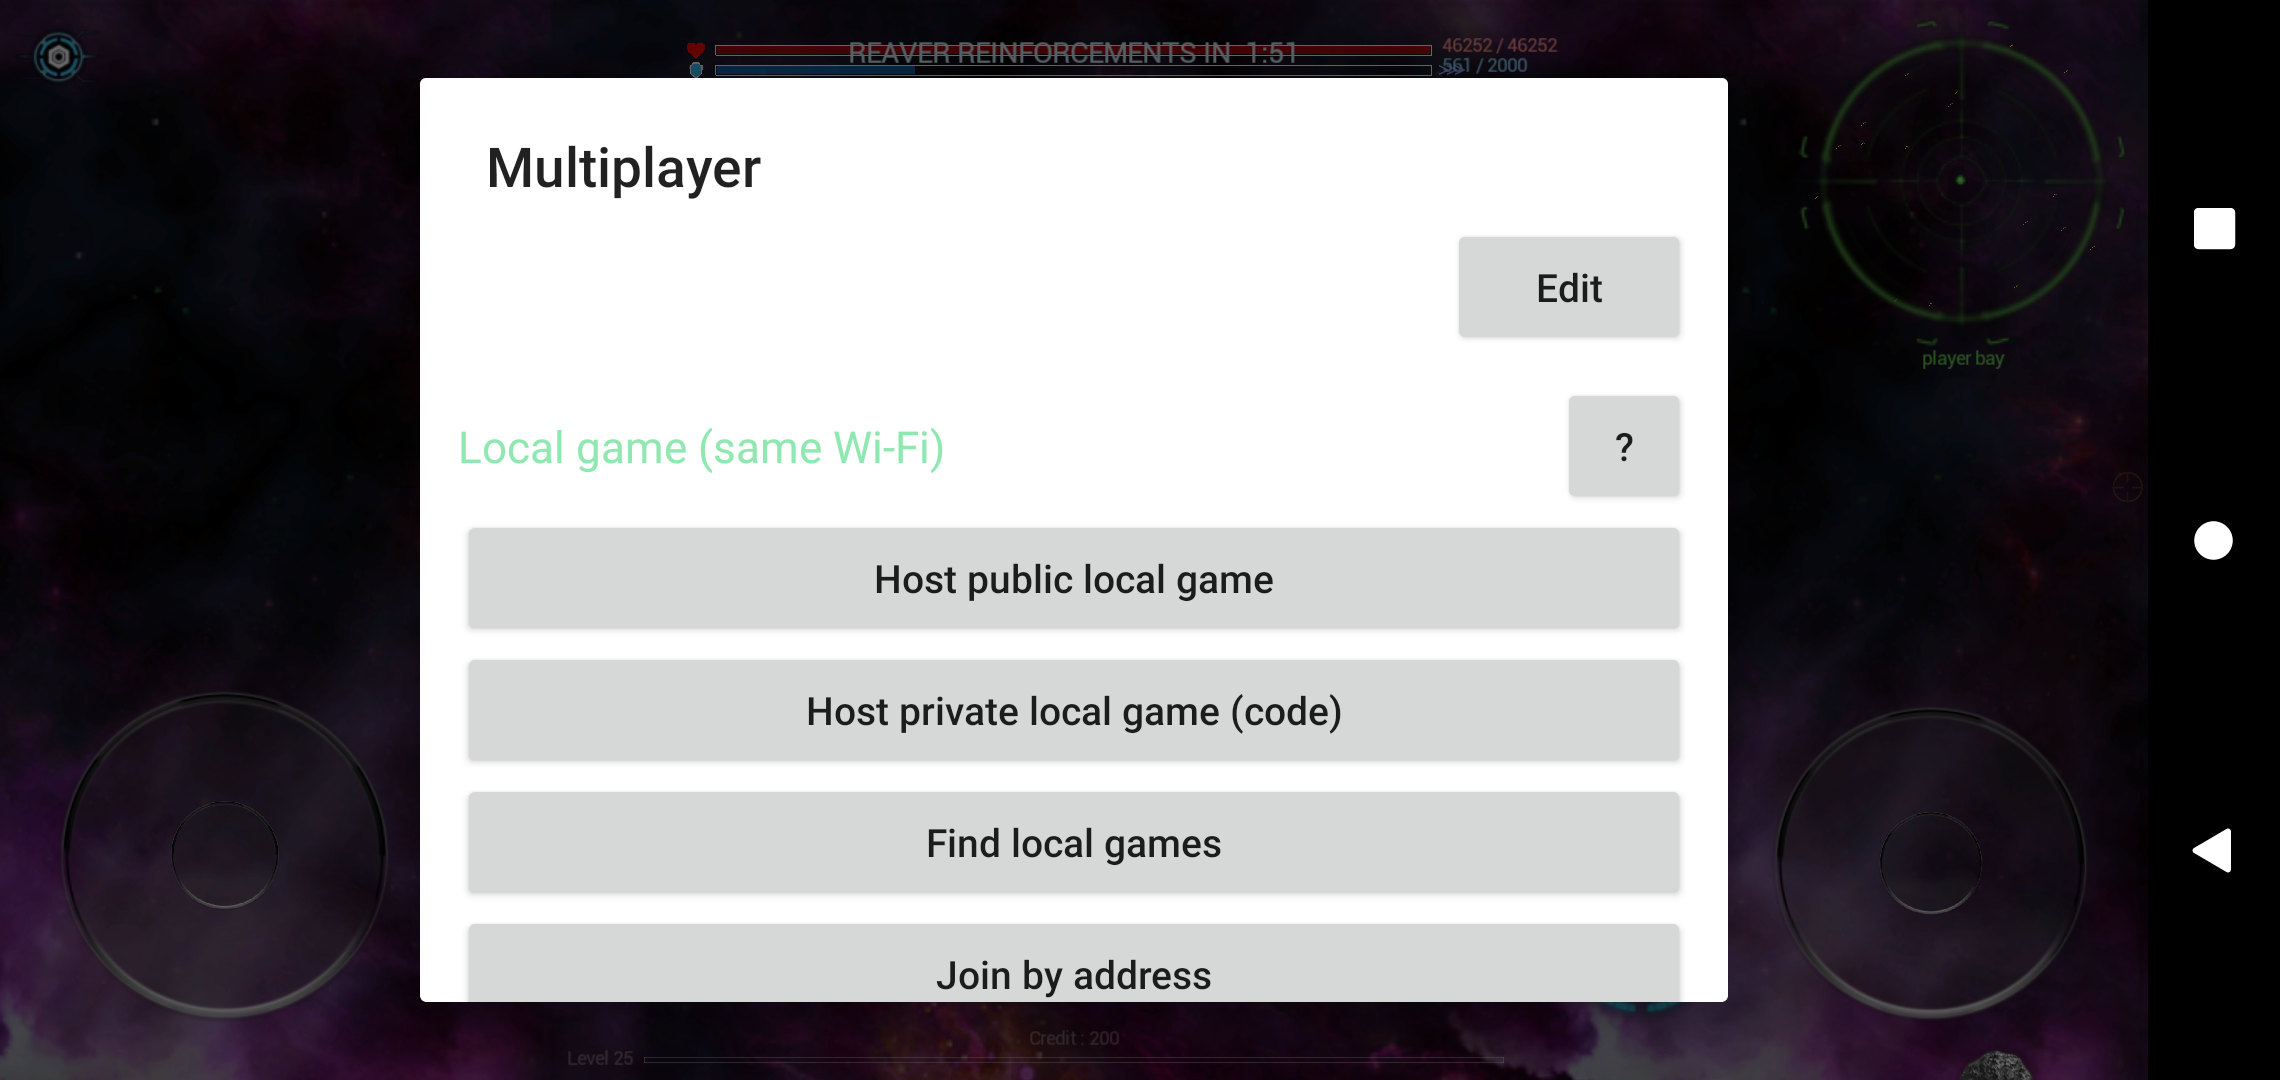 REAVER REINFORCEMENTS IN 1:51
46252 / 46252
561 / 2000
Multiplayer
Edit
player bay
Local game (same Wi-Fi)
?
Host public local game
Host private local game (code)
Find local games
Join by address
Credit : 200
Level 25